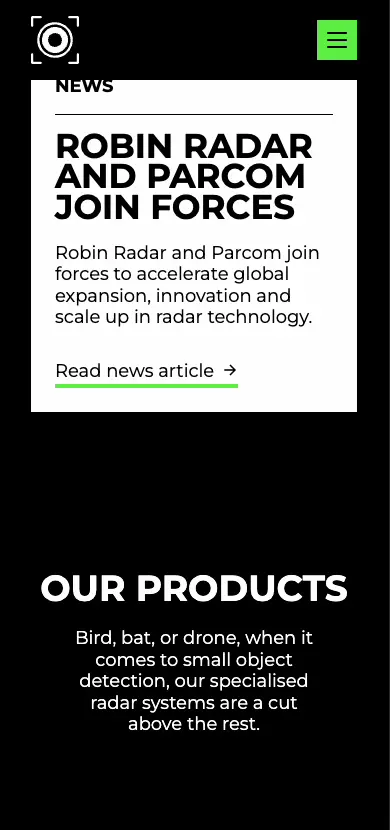 NEWS
ROBIN RADAR
AND PARCOM
JOIN FORCES
Robin Radar and Parcom join
forces to accelerate global
expansion, innovation and
scale up in radar technology.
Read news article →
OUR PRODUCTS
Bird, bat, or drone, when it
comes to small object
detection, our specialised
radar systems are a cut
above the rest.